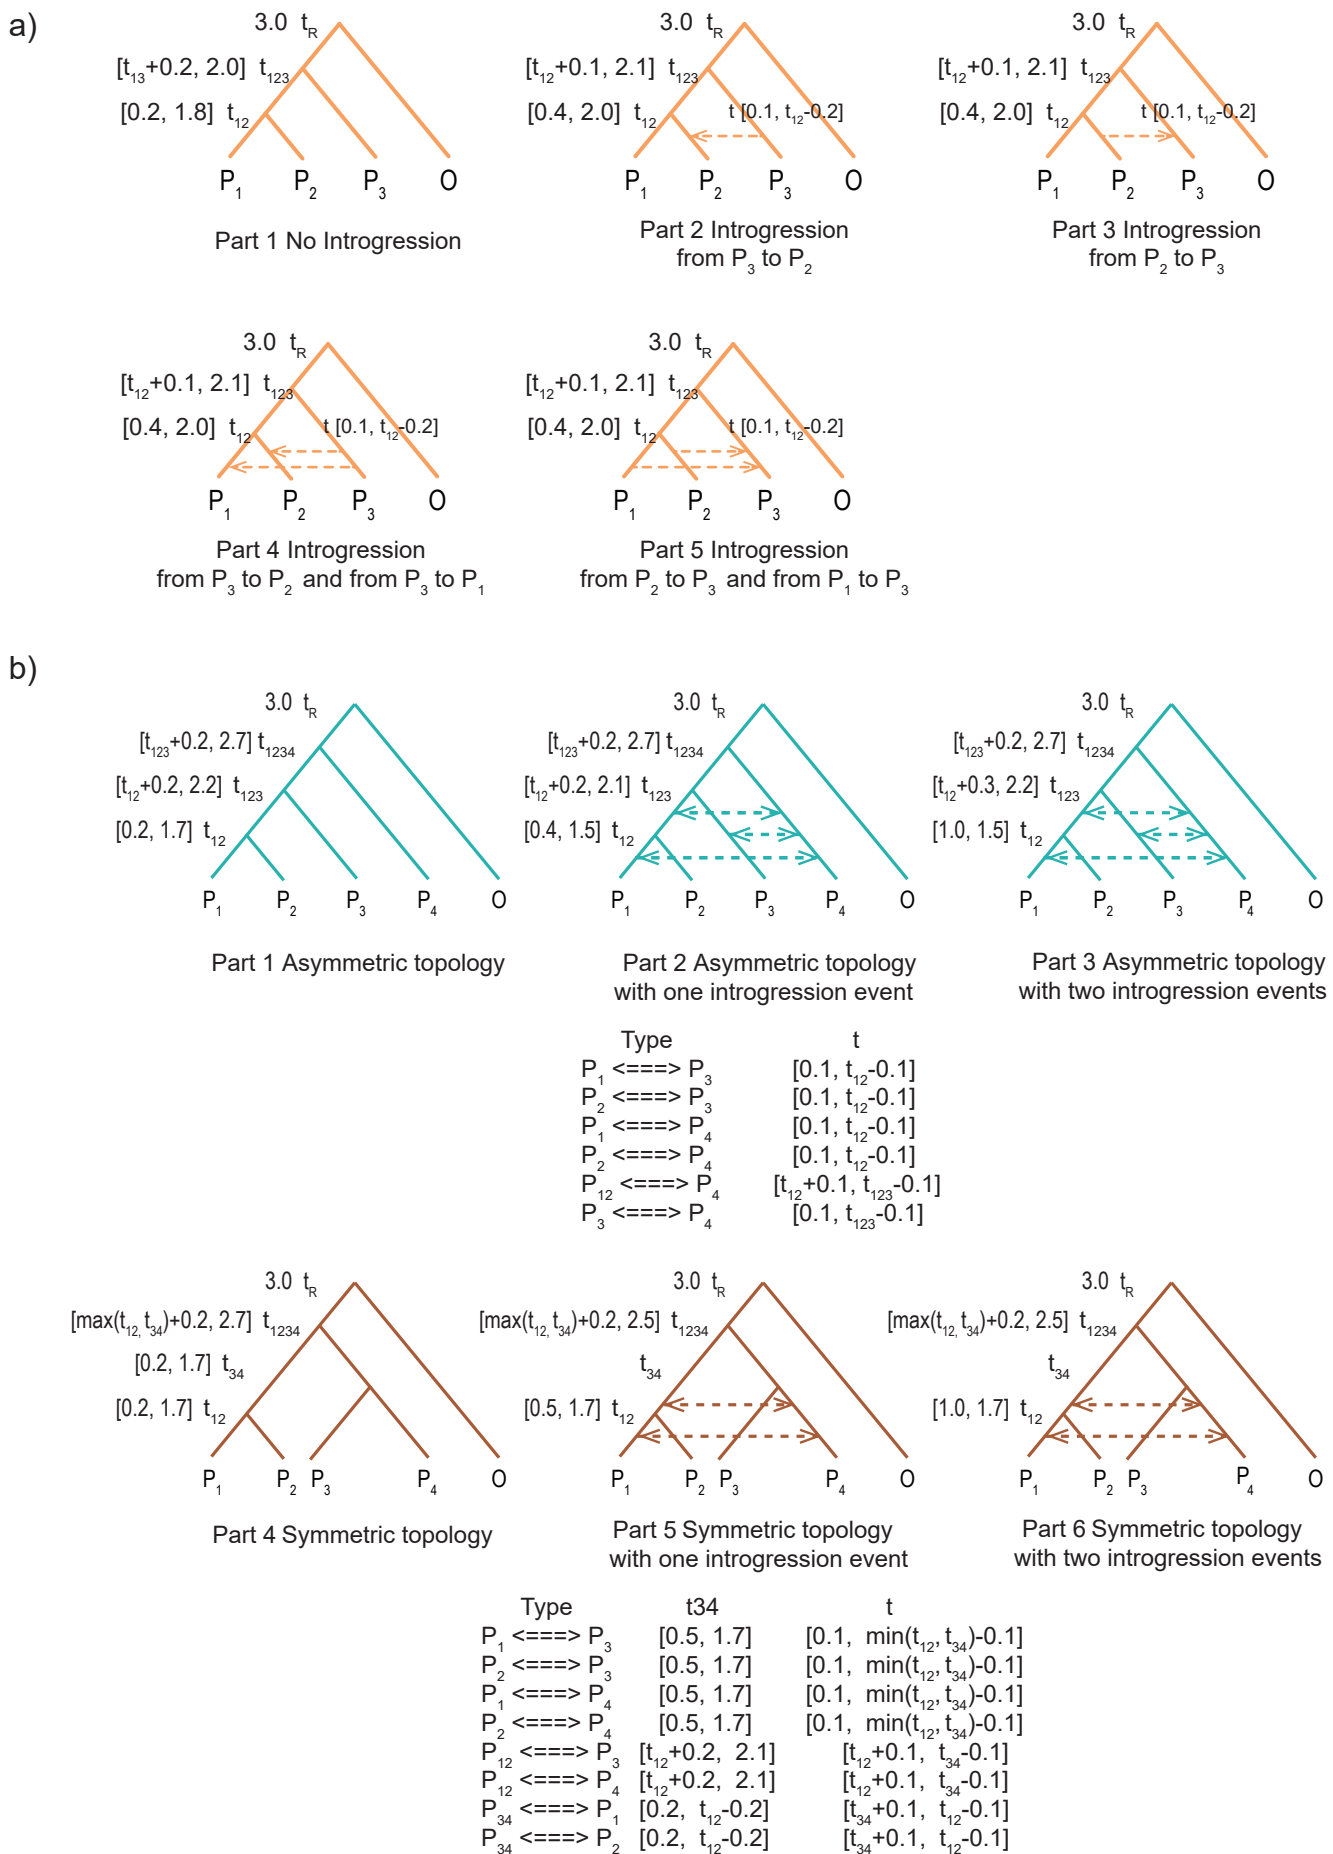 a)
3.0 t_R
[t_13+0.2, 2.0] t_123
[0.2, 1.8] t_12
P_1 P_2 P_3 O
Part 1 No Introgression
3.0 t_R
[t_12+0.1, 2.1] t_123
[0.4, 2.0] t_12
t [0.1, t_12-0.2]
P_1 P_2 P_3 O
Part 2 Introgression
from P_3 to P_2
3.0 t_R
[t_12+0.1, 2.1] t_123
[0.4, 2.0] t_12
t [0.1, t_12-0.2]
P_1 P_2 P_3 O
Part 3 Introgression
from P_2 to P_3
3.0 t_R
[t_12+0.1, 2.1] t_123
[0.4, 2.0] t_12
t [0.1, t_12-0.2]
P_1 P_2 P_3 O
Part 4 Introgression
from P_3 to P_2 and from P_3 to P_1
3.0 t_R
[t_12+0.1, 2.1] t_123
[0.4, 2.0] t_12
t [0.1, t_12-0.2]
P_1 P_2 P_3 O
Part 5 Introgression
from P_2 to P_3 and from P_1 to P_3
b)
3.0 t_R
[t_123+0.2, 2.7] t_1234
[t_12+0.2, 2.2] t_123
[0.2, 1.7] t_12
P_1 P_2 P_3 P_4 O
Part 1 Asymmetric topology
3.0 t_R
[t_123+0.2, 2.7] t_1234
[t_12+0.2, 2.1] t_123
[0.4, 1.5] t_12
P_1 P_2 P_3 P_4 O
Part 2 Asymmetric topology
with one introgression event
3.0 t_R
[t_123+0.2, 2.7] t_1234
[t_12+0.3, 2.2] t_123
[1.0, 1.5] t_12
P_1 P_2 P_3 P_4 O
Part 3 Asymmetric topology
with two introgression events
Type t
P_1 <===> P_3 [0.1, t_12-0.1]
P_2 <===> P_3 [0.1, t_12-0.1]
P_1 <===> P_4 [0.1, t_12-0.1]
P_2 <===> P_4 [0.1, t_12-0.1]
P_12 <===> P_4 [t_12+0.1, t_123-0.1]
P_3 <===> P_4 [0.1, t_123-0.1]
3.0 t_R
[max(t_12, t_34)+0.2, 2.7] t_1234
[0.2, 1.7] t_34
[0.2, 1.7] t_12
P_1 P_2 P_3 P_4 O
Part 4 Symmetric topology
3.0 t_R
[max(t_12, t_34)+0.2, 2.5] t_1234
t_34
[0.5, 1.7] t_12
P_1 P_2 P_3 P_4 O
Part 5 Symmetric topology
with one introgression event
3.0 t_R
[max(t_12, t_34)+0.2, 2.5] t_1234
t_34
[1.0, 1.7] t_12
P_1 P_2 P_3 P_4 O
Part 6 Symmetric topology
with two introgression events
Type t34 t
P_1 <===> P_3 [0.5, 1.7] [0.1, min(t_12, t_34)-0.1]
P_2 <===> P_3 [0.5, 1.7] [0.1, min(t_12, t_34)-0.1]
P_1 <===> P_4 [0.5, 1.7] [0.1, min(t_12, t_34)-0.1]
P_2 <===> P_4 [0.5, 1.7] [0.1, min(t_12, t_34)-0.1]
P_12 <===> P_3 [t_12+0.2, 2.1] [t_12+0.1, t_34-0.1]
P_12 <===> P_4 [t_12+0.2, 2.1] [t_12+0.1, t_34-0.1]
P_34 <===> P_1 [0.2, t_12-0.2] [t_34+0.1, t_12-0.1]
P_34 <===> P_2 [0.2, t_12-0.2] [t_34+0.1, t_12-0.1]